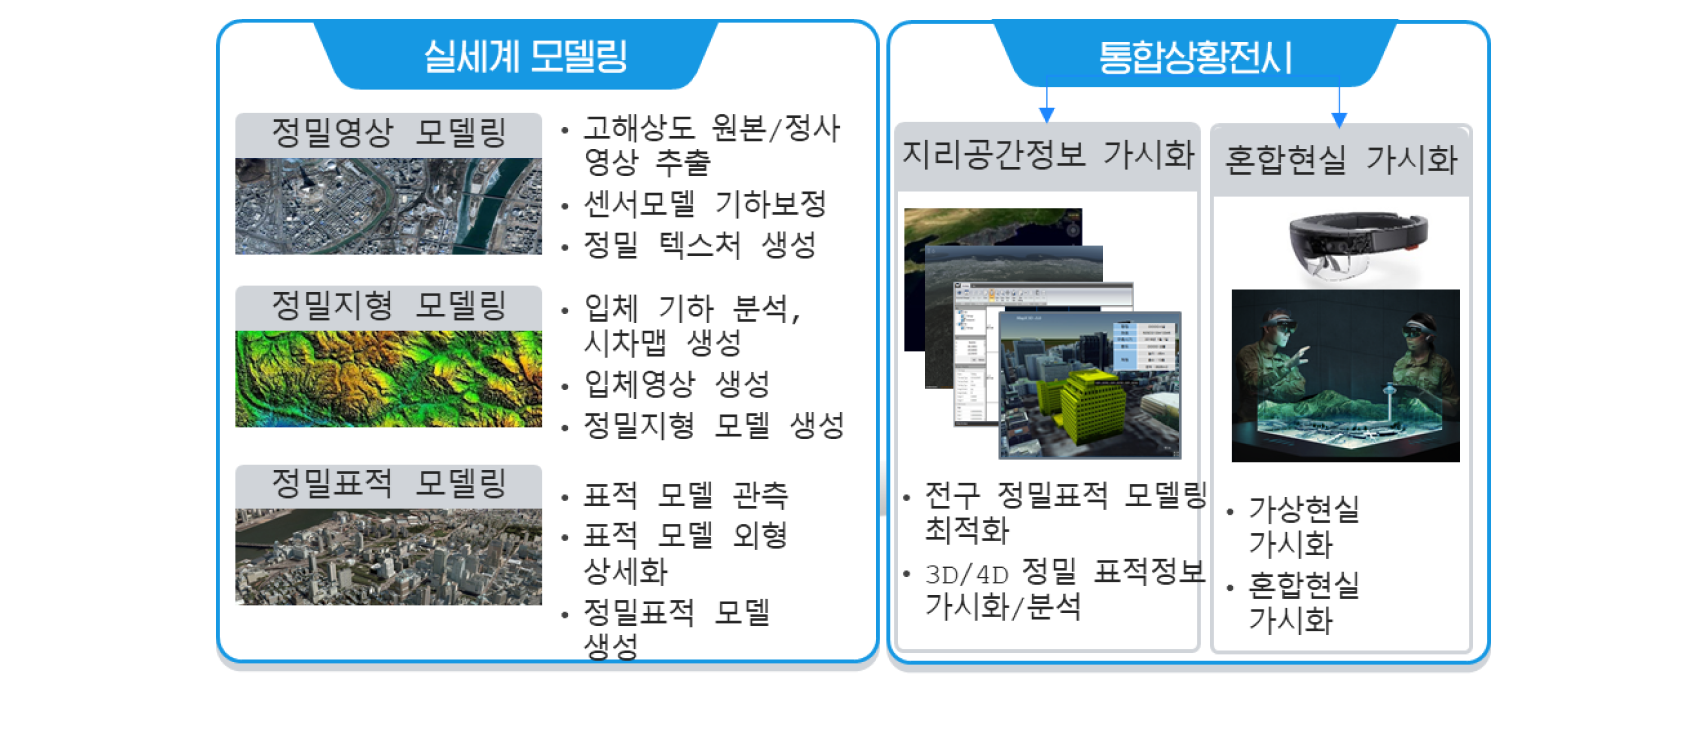 실세계 모델링
정밀영상 모델링
• 고해상도 원본/정사
영상 추출
• 센서모델 기하보정
• 정밀 텍스처 생성
정밀지형 모델링
• 입체 기하 분석,
시차맵 생성
• 입체영상 생성
• 정밀지형 모델 생성
정밀표적 모델링
• 표적 모델 관측
• 표적 모델 외형
상세화
• 정밀표적 모델
생성
통합상황전시
지리공간정보 가시화
• 전구 정밀표적 모델링
최적화
• 3D/4D 정밀 표적정보
가시화/분석
혼합현실 가시화
• 가상현실
가시화
• 혼합현실
가시화